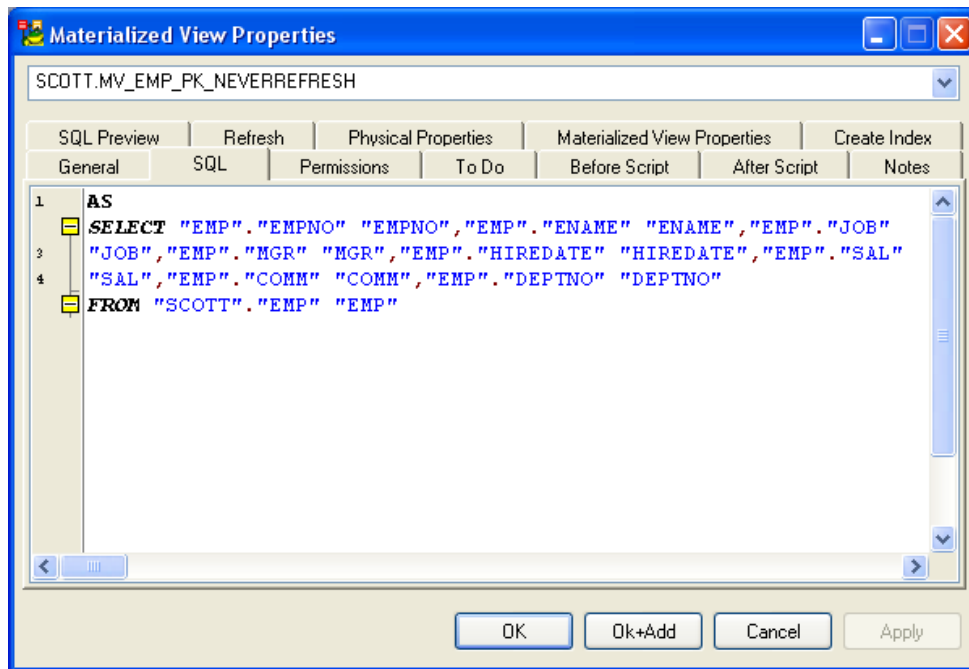 Materialized View Properties
SCOTT.MV_EMP_PK_NEVERREFRESH
SQL Preview Refresh Physical Properties Materialized View Properties Create Index
General SQL Permissions To Do Before Script After Script Notes
1 AS
SELECT "EMP"."EMPNO" "EMPNO","EMP"."ENAME" "ENAME","EMP"."JOB"
3 "JOB","EMP"."MGR" "MGR","EMP"."HIREDATE" "HIREDATE","EMP"."SAL"
4 "SAL","EMP"."COMM" "COMM","EMP"."DEPTNO" "DEPTNO"
FROM "SCOTT"."EMP" "EMP"
OK Ok+Add Cancel Apply